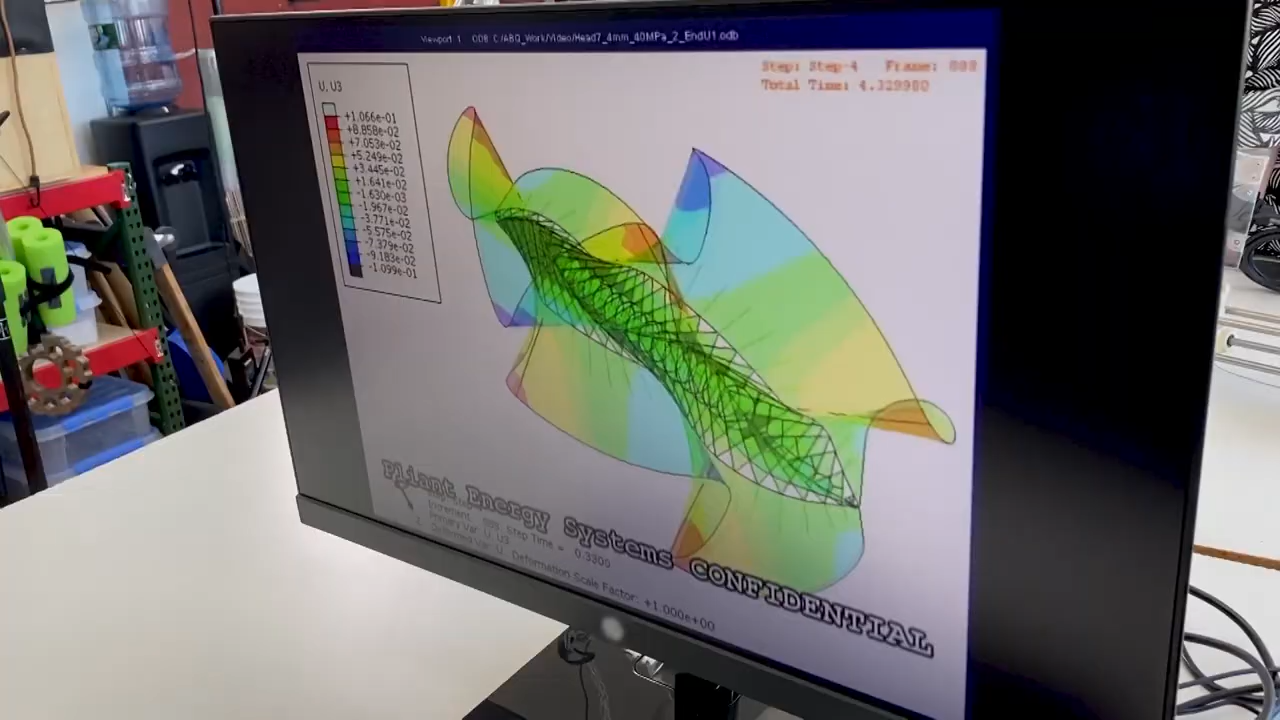 Viewport: 1 ODB: C:/ABQ_Work/Video/Head7_4mm_40MPa_2_EndU1.odb
Step: Step-4 Frame: 888
Total Time: 4.329980
U, U3
+1.066e-01
+8.858e-02
+7.053e-02
+5.249e-02
+3.445e-02
+1.641e-02
-1.630e-03
-1.967e-02
-3.771e-02
-5.575e-02
-7.379e-02
-9.183e-02
-1.099e-01
Pliant Energy Systems CONFIDENTIAL
Step Time = 0.3300
Primary Var: U, U3
Deformed Var: U Deformation Scale Factor: +1.000e+00